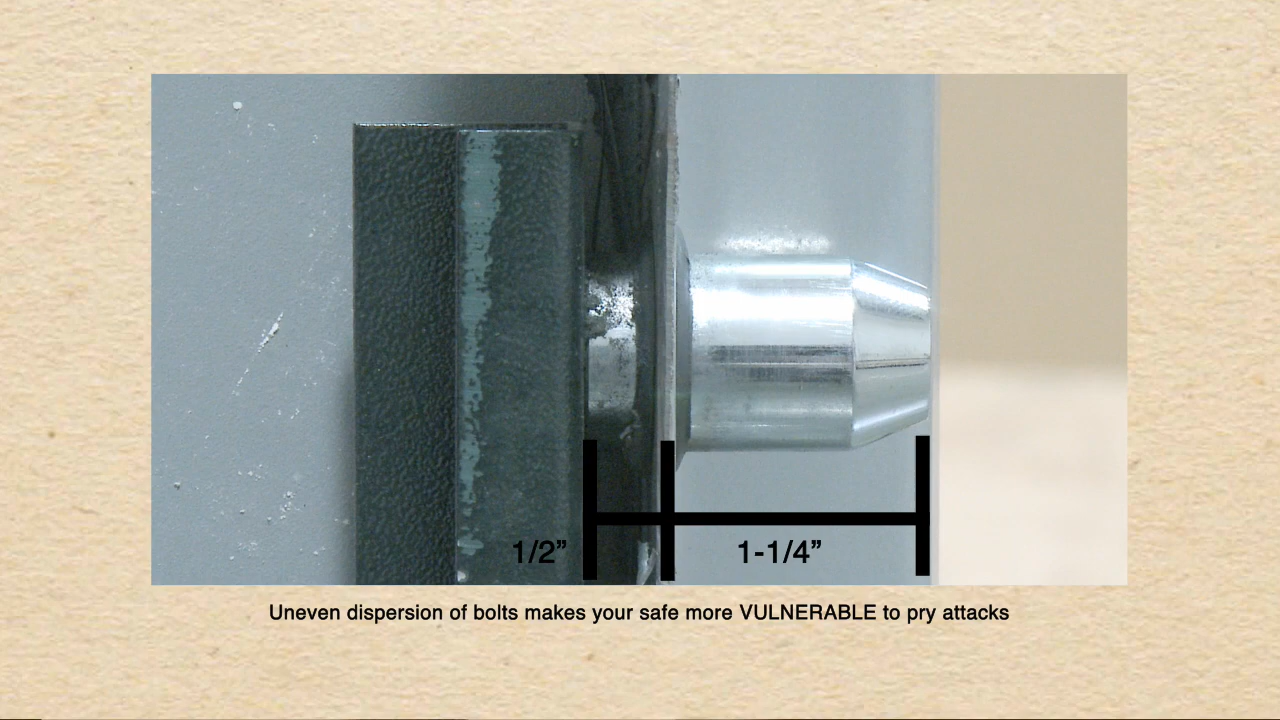 1/2” 1-1/4”
Uneven dispersion of bolts makes your safe more VULNERABLE to pry attacks